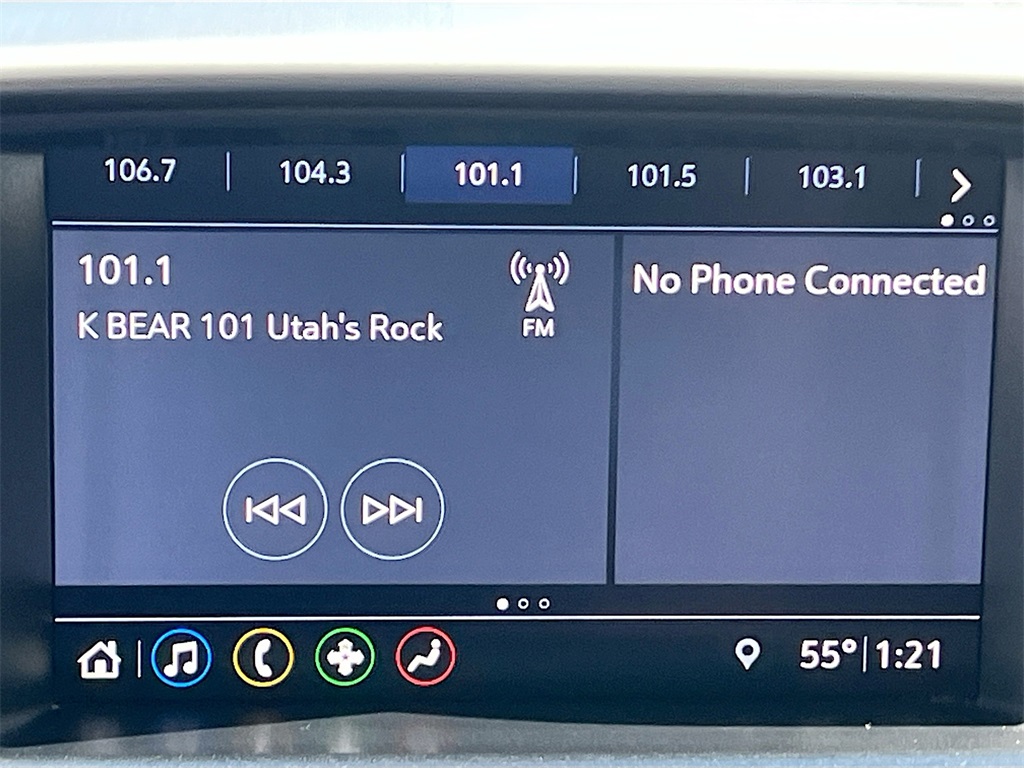 106.7 104.3 101.1 101.5 103.1
101.1
K BEAR 101 Utah's Rock
FM
No Phone Connected
55° 1:21